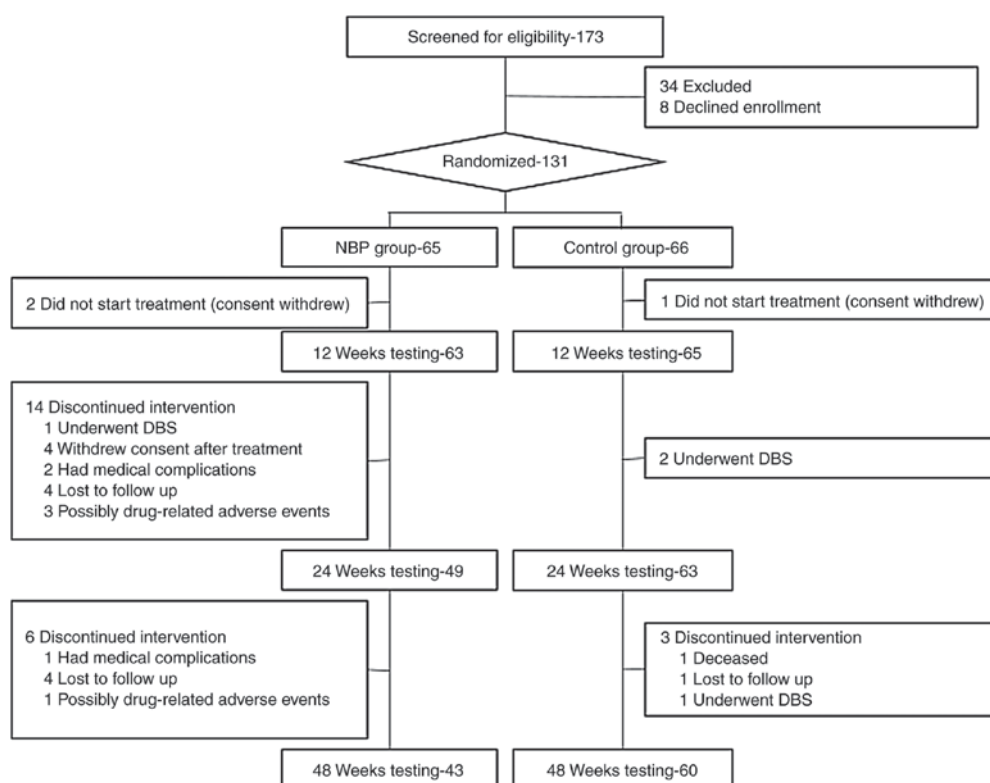 Screened for eligibility-173
34 Excluded
8 Declined enrollment
Randomized-131
NBP group-65
Control group-66
2 Did not start treatment (consent withdrew)
1 Did not start treatment (consent withdrew)
12 Weeks testing-63
12 Weeks testing-65
14 Discontinued intervention
1 Underwent DBS
4 Withdrew consent after treatment
2 Had medical complications
4 Lost to follow up
3 Possibly drug-related adverse events
2 Underwent DBS
24 Weeks testing-49
24 Weeks testing-63
6 Discontinued intervention
1 Had medical complications
4 Lost to follow up
1 Possibly drug-related adverse events
3 Discontinued intervention
1 Deceased
1 Lost to follow up
1 Underwent DBS
48 Weeks testing-43
48 Weeks testing-60